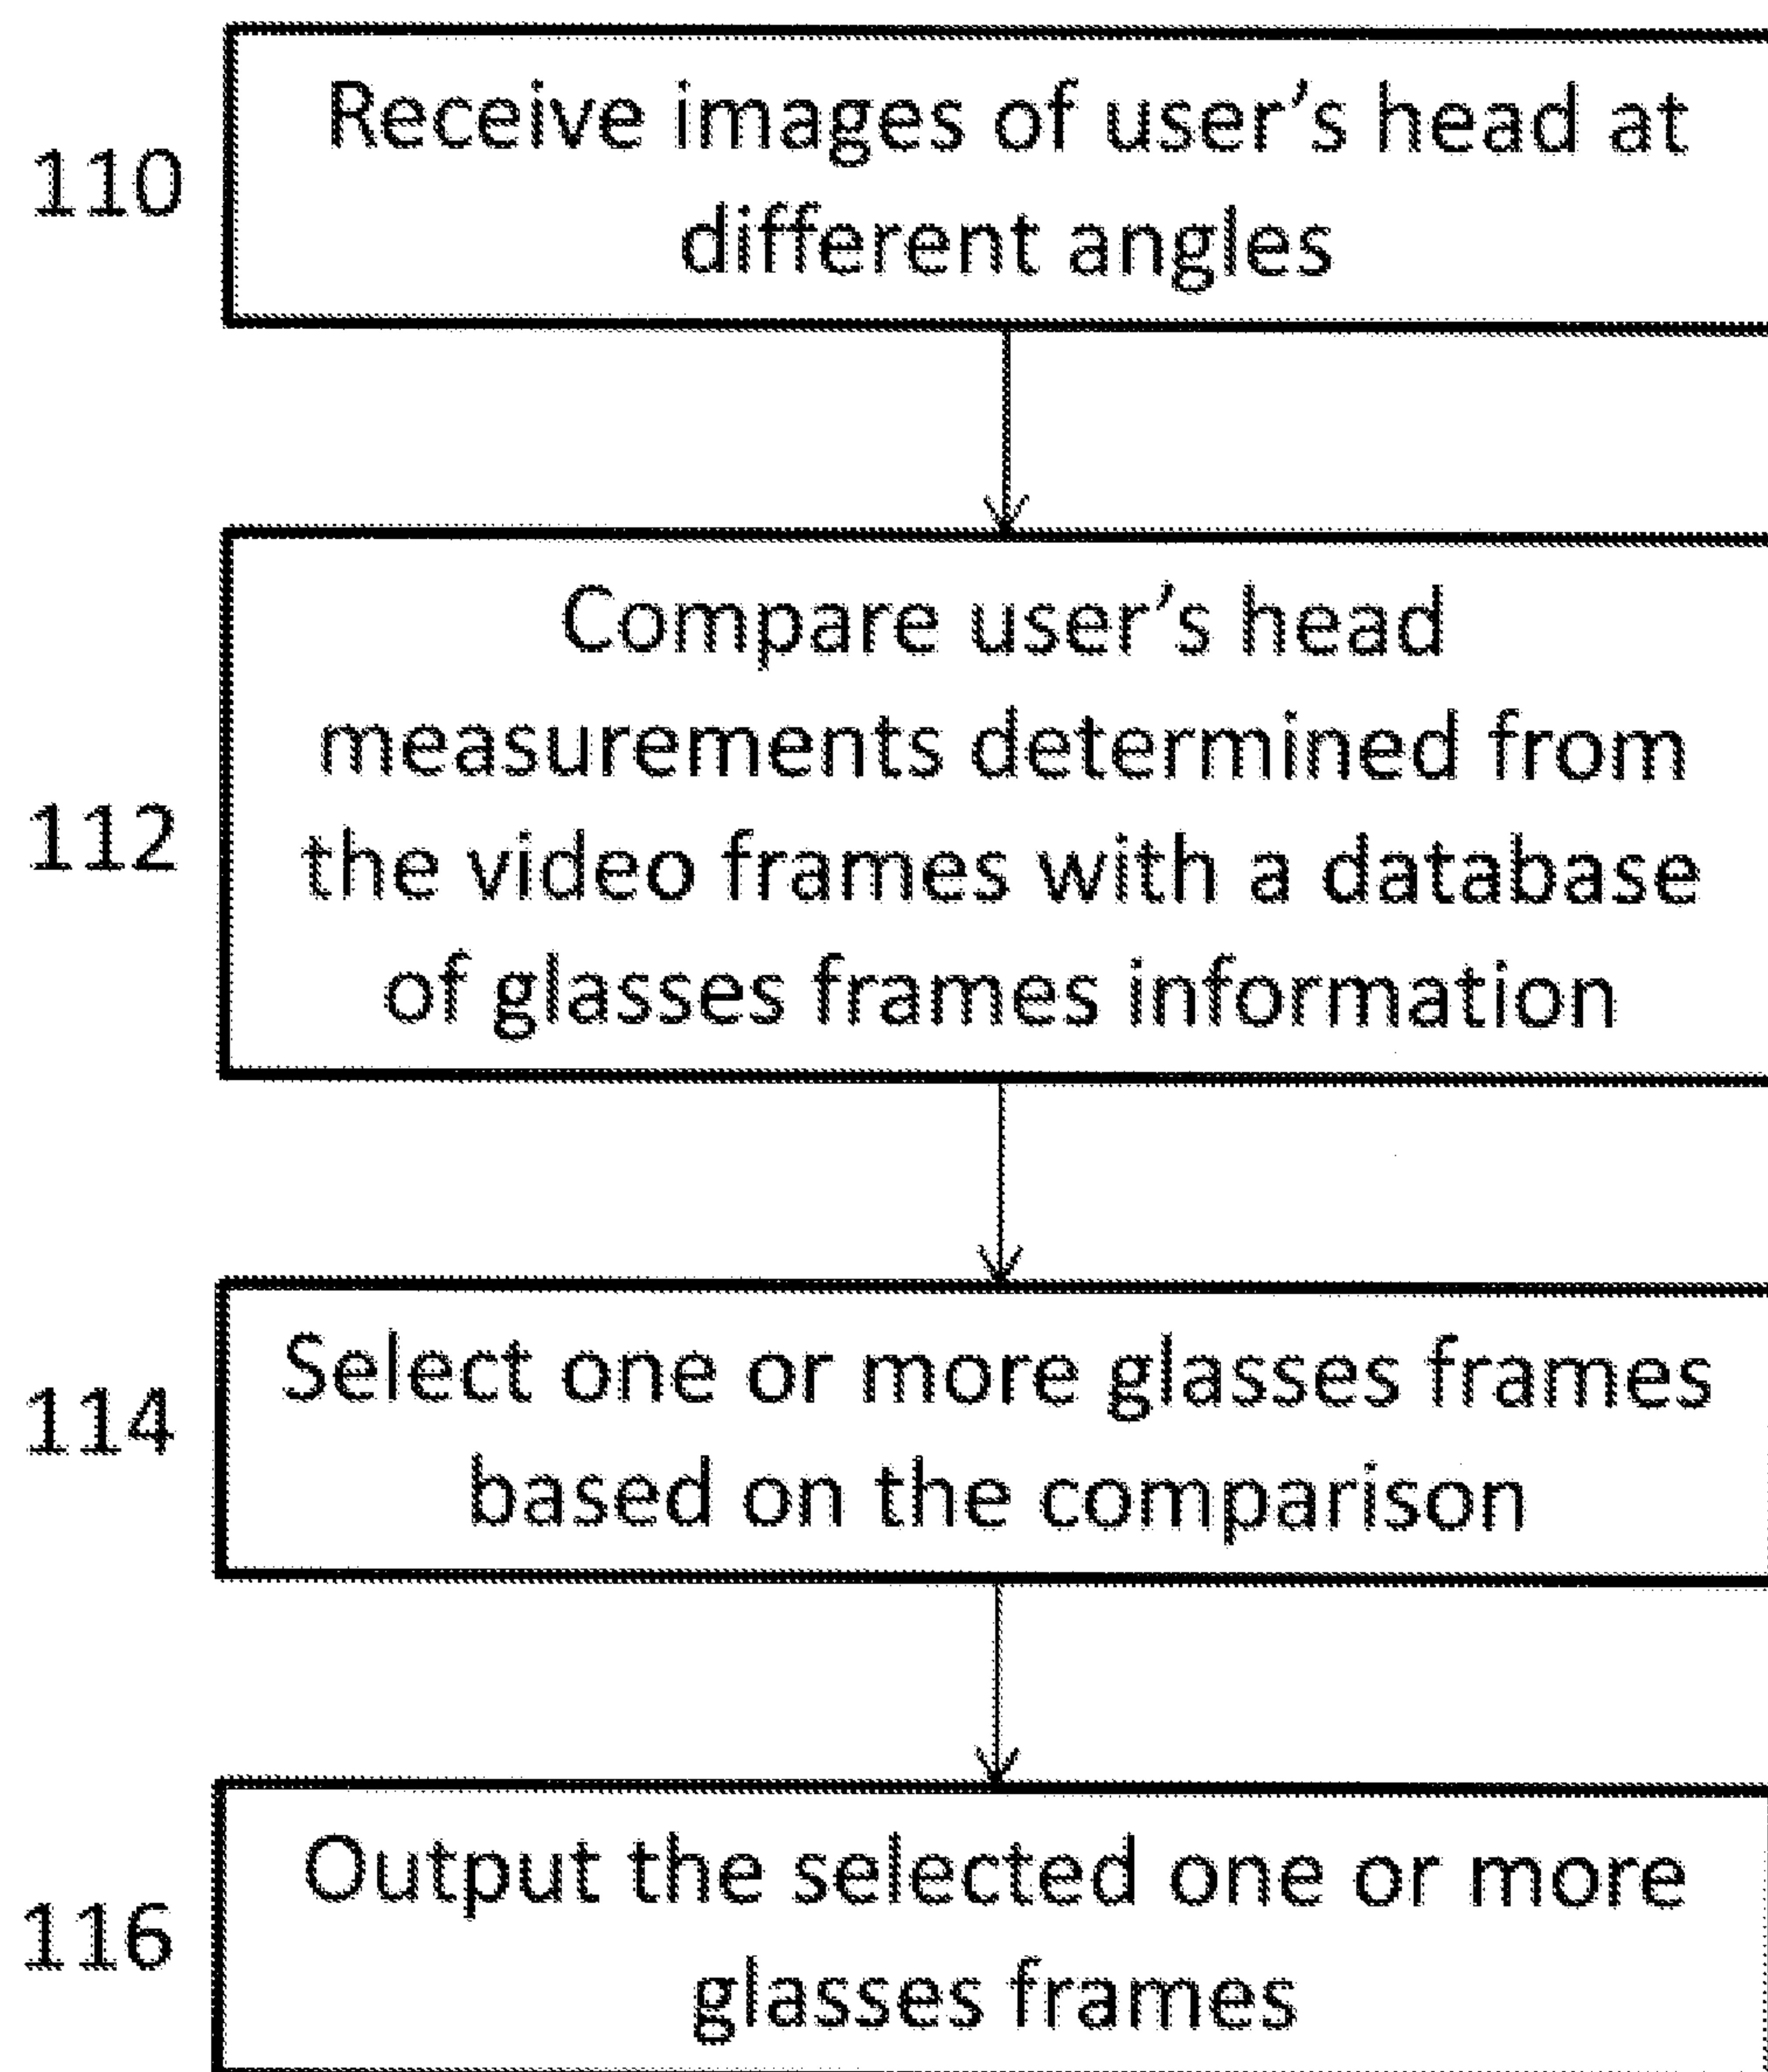 110
Receive images of user's head at
different angles
112
Compare user's head
measurements determined from
the video frames with a database
of glasses frames information
114
Select one or more glasses frames
based on the comparison
116
Output the selected one or more
glasses frames